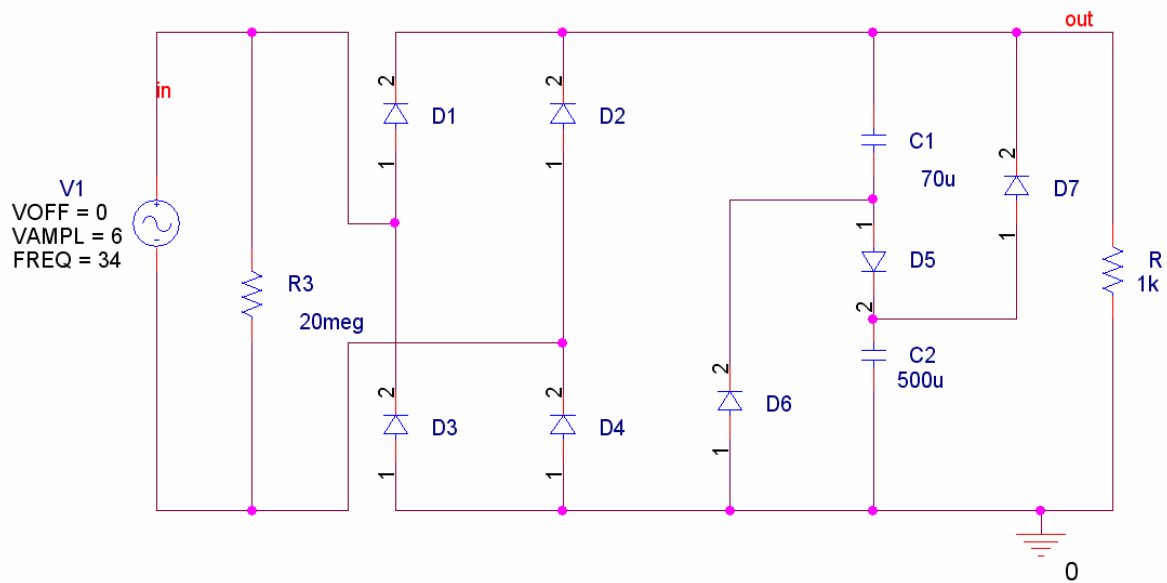 out
in
2
D1
1
2
D2
1
C1
70u
2
D7
1
V1
VOFF = 0
VAMPL = 6
FREQ = 34
+
-
R3
20meg
1
D5
2
R
1k
C2
500u
2
D3
1
2
D4
1
2
D6
1
0